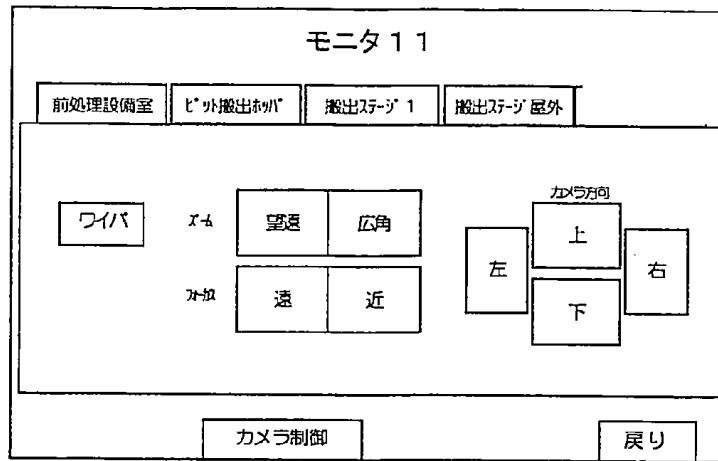 モニタ１１
前処理設備室
ﾋﾟｯﾄ搬出ﾎｯﾊﾟ
搬出ｽﾃｰｼﾞ 1
搬出ｽﾃｰｼﾞ 屋外
ワイパ
ｽﾞｰﾑ
望遠
広角
ﾌｫｰｶｽ
遠
近
ｶﾒﾗ方向
上
左
右
下
カメラ制御
戻り